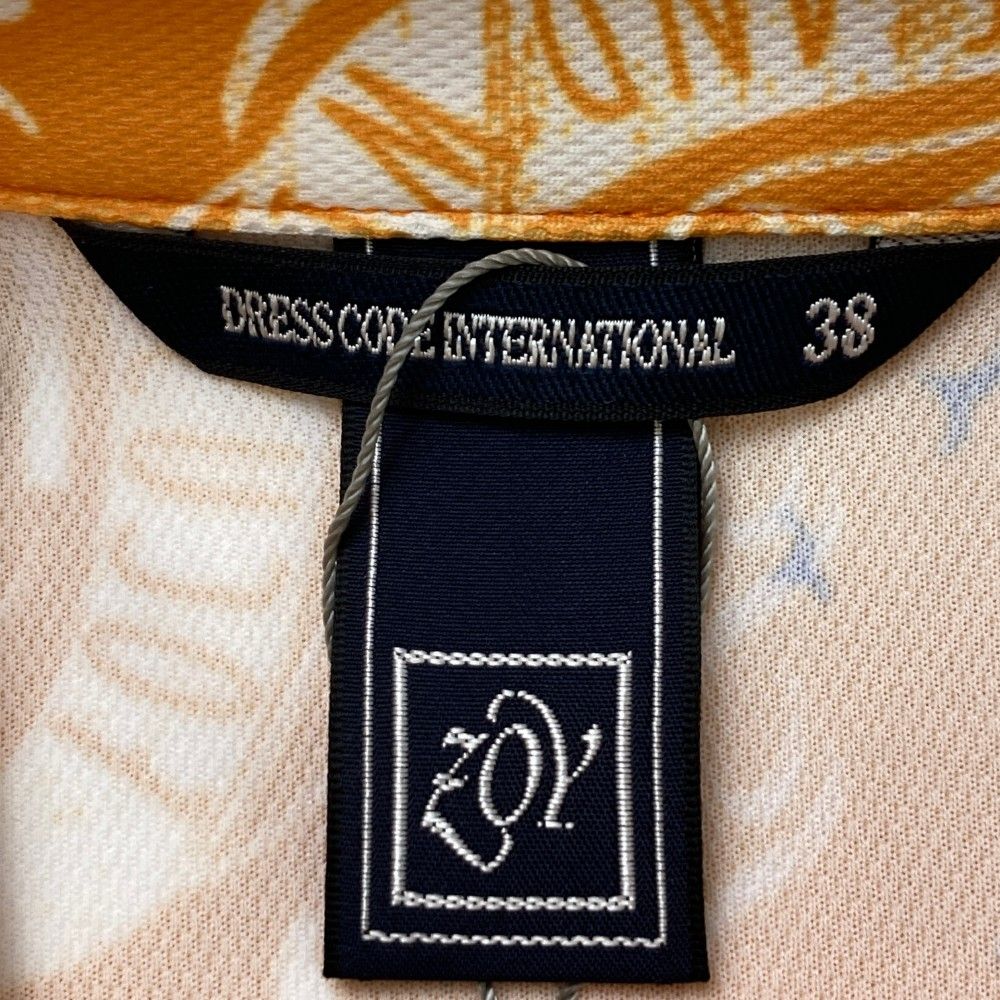 DRESS CODE INTERNATIONAL 38
ZOY